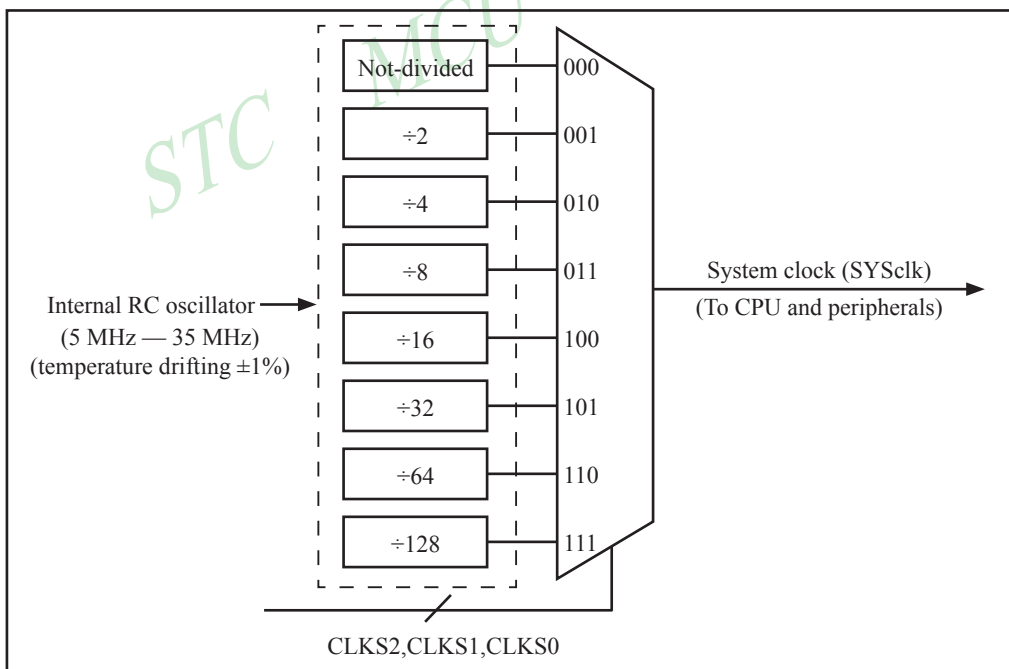 STC MCU
Not-divided
000
÷2
001
÷4
010
÷8
011
÷16
100
÷32
101
÷64
110
÷128
111
Internal RC oscillator
(5 MHz — 35 MHz)
(temperature drifting ±1%)
System clock (SYSclk)
(To CPU and peripherals)
CLKS2,CLKS1,CLKS0